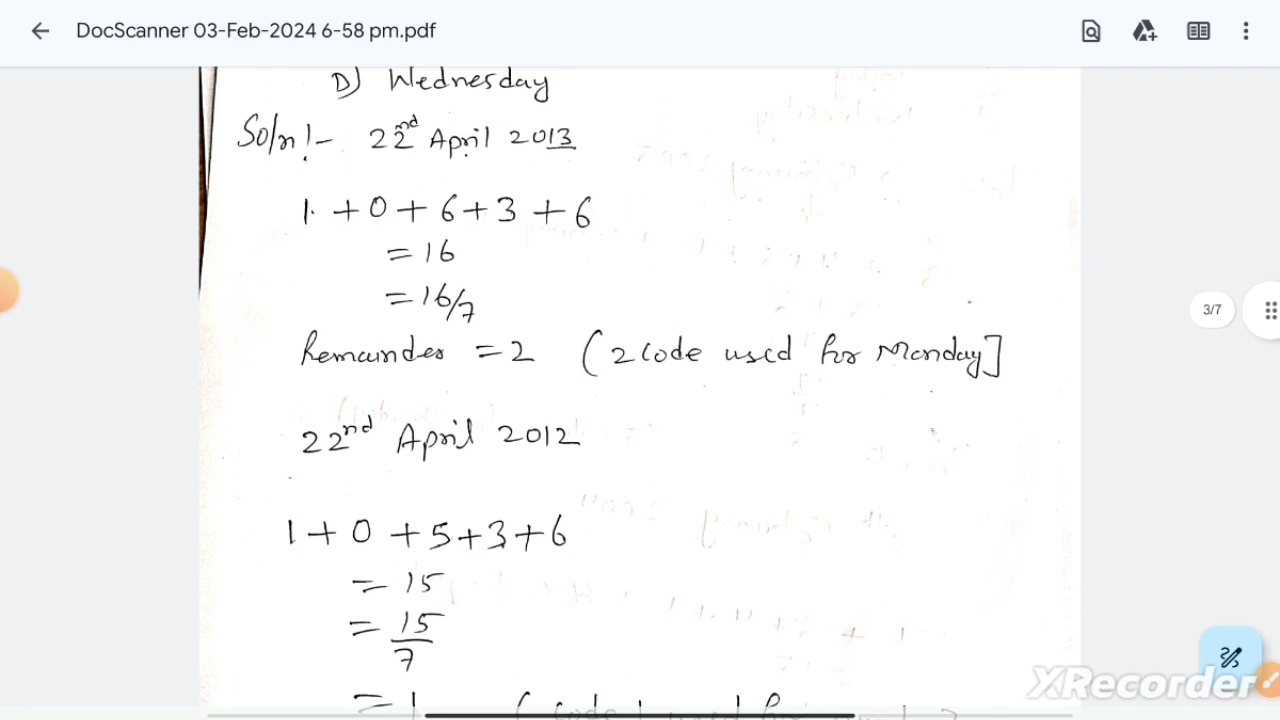 DocScanner 03-Feb-2024 6-58 pm.pdf
D) Wednesday
Soln!- 22nd April 2013
1 + 0 + 6 + 3 + 6
= 16
= 16/7
Remainder = 2 (2 code used for Monday]
3/7
22nd April 2012
1 + 0 + 5 + 3 + 6
= 15
= 15
7
= 1
XRecorder